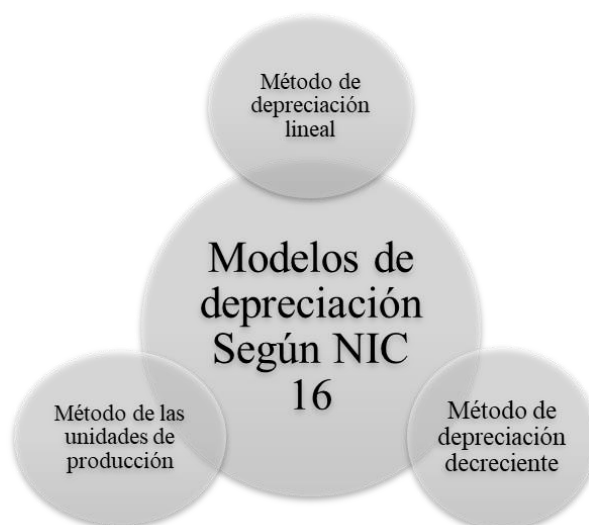 Método de
depreciación
lineal
Modelos de
depreciación
Según NIC
16
Método de las
unidades de
producción
Método de
depreciación
decreciente